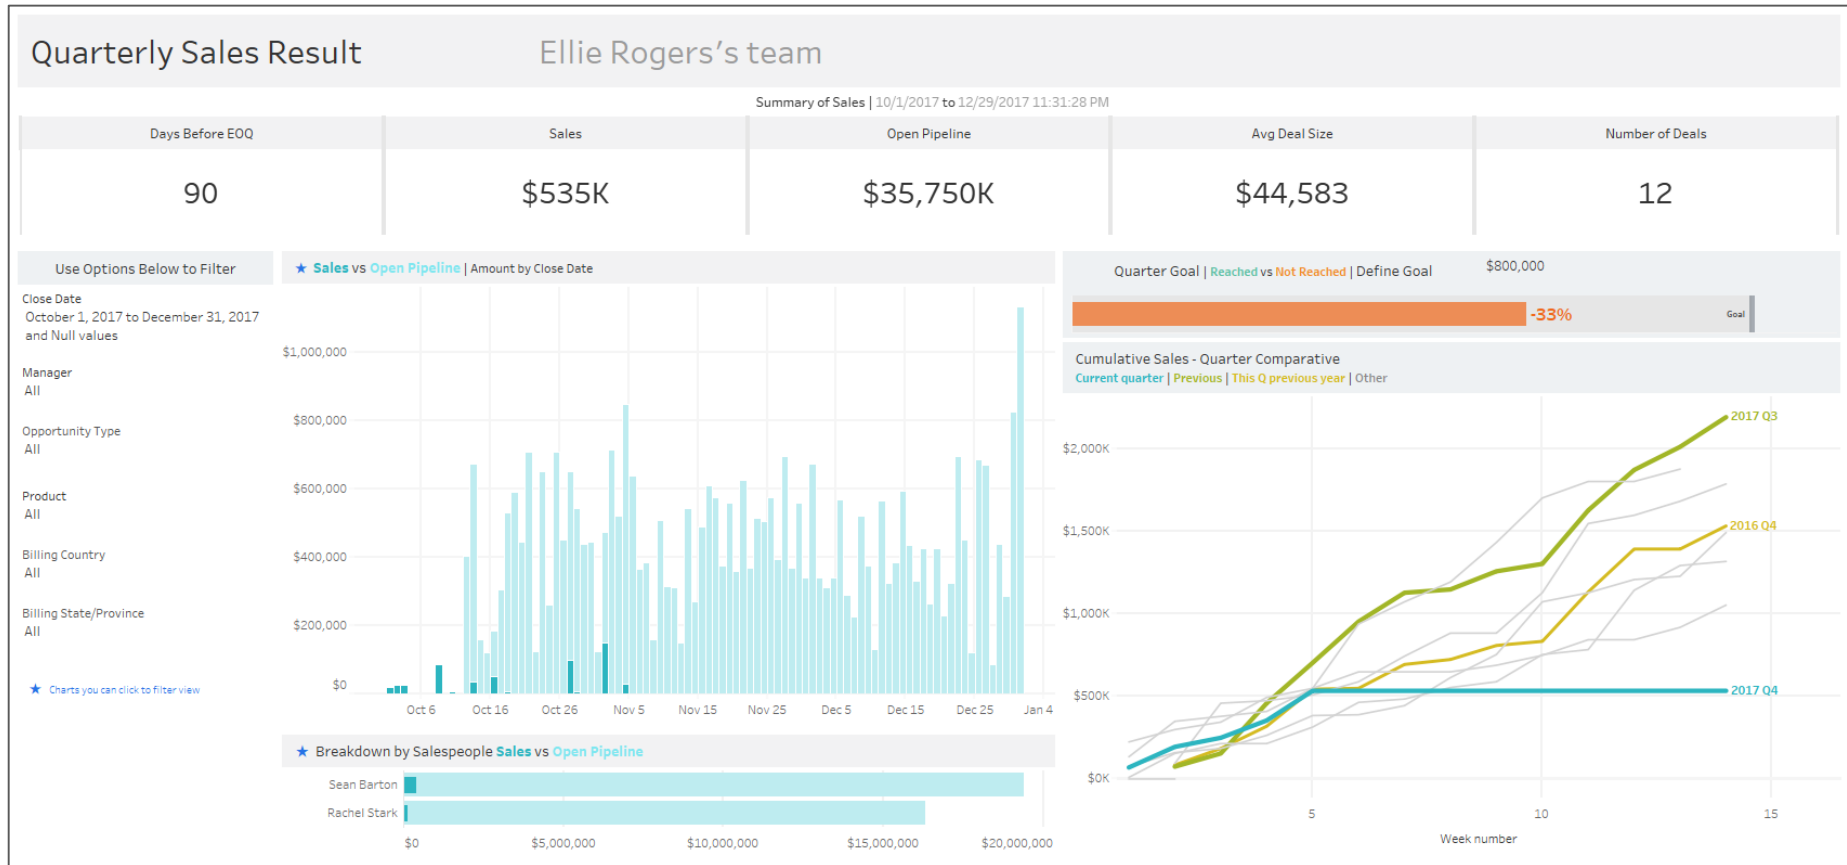 Quarterly Sales Result
Ellie Rogers's team
Summary of Sales | 10/1/2017 to 12/29/2017 11:31:28 PM
Days Before EOQ
Sales
Open Pipeline
Avg Deal Size
Number of Deals
90
$535K
$35,750K
$44,583
12
Use Options Below to Filter
Close Date
October 1, 2017 to December 31, 2017
and Null values
Manager
All
Opportunity Type
All
Product
All
Billing Country
All
Billing State/Province
All
★ Charts you can click to filter view
★ Sales vs Open Pipeline | Amount by Close Date
$1,000,000
$800,000
$600,000
$400,000
$200,000
$0
Oct 6
Oct 16
Oct 26
Nov 5
Nov 15
Nov 25
Dec 5
Dec 15
Dec 25
Jan 4
★ Breakdown by Salespeople Sales vs Open Pipeline
Sean Barton
Rachel Stark
$0
$5,000,000
$10,000,000
$15,000,000
$20,000,000
Quarter Goal | Reached vs Not Reached | Define Goal
$800,000
-33%
Goal
Cumulative Sales - Quarter Comparative
Current quarter | Previous | This Q previous year | Other
2017 Q3
$2,000K
2016 Q4
$1,500K
$1,000K
2017 Q4
$500K
$0K
5
10
15
Week number